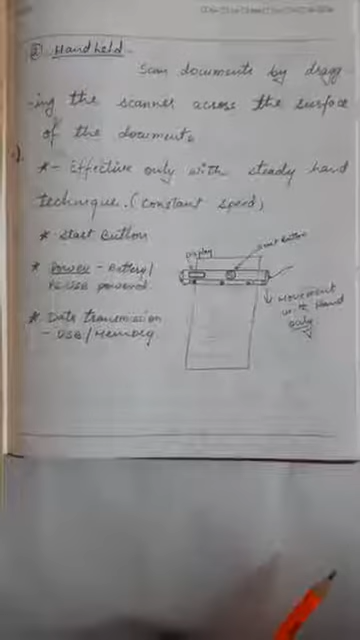 ② Handheld -
Scan documents by dragg
-ing the scanner across the surface
of the documents
* - Effective only with steady hand
technique. (constant speed)
* Start Button
Display
Start Button
* Power - Battery/
PC USB powered.
* Data transmission
- USB/Memory
Movement
with Hand
only